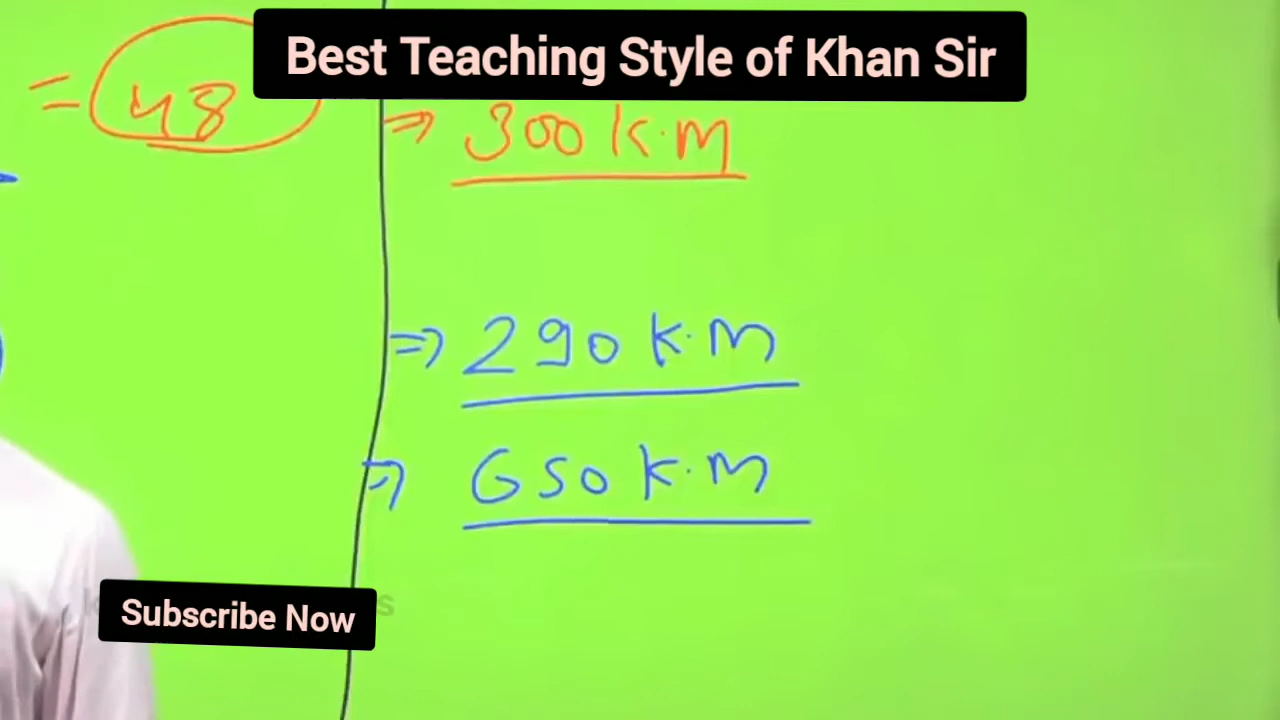 Best Teaching Style of Khan Sir
= 48
⇒ 300 K.M
⇒ 290 K.M
⇒ 650 K.M
Subscribe Now